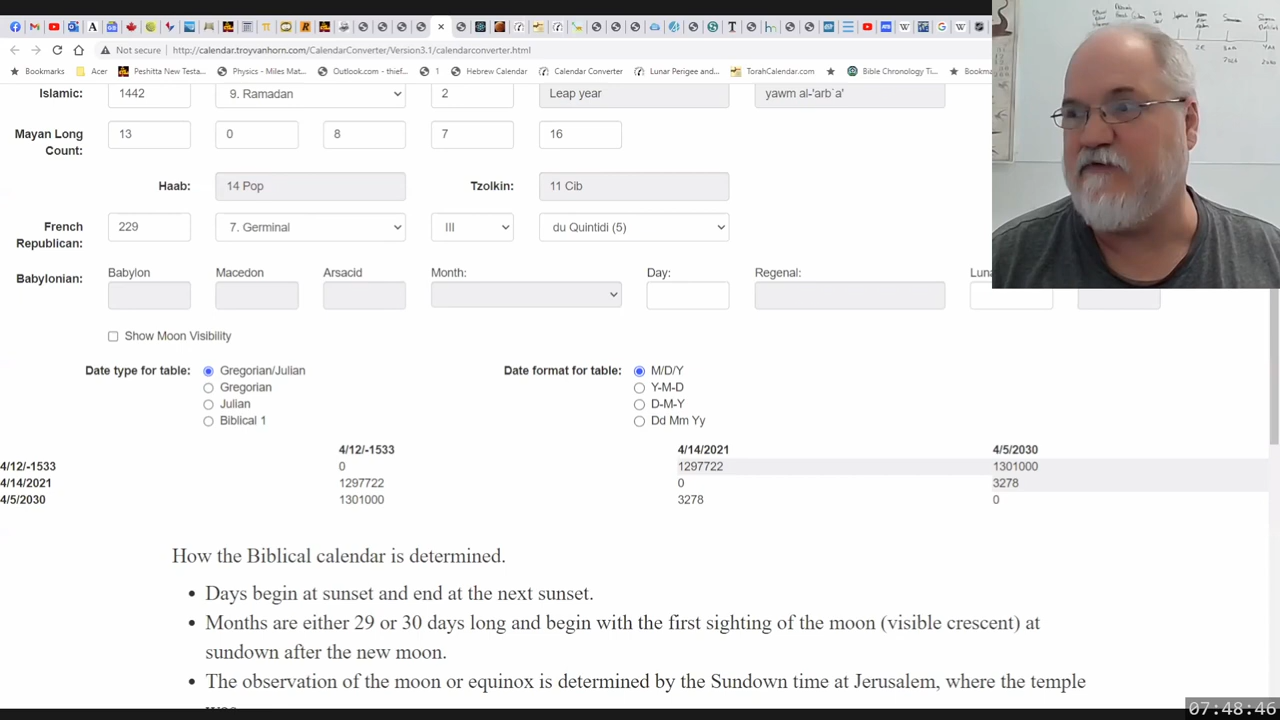 Not secure http://calendar.troyvanhorn.com/CalendarConverter/Version3.1/calendarconverter.html
Bookmarks Acer Peshitta New Testa... Physics - Miles Mat... Outlook.com - thief... 1 Hebrew Calendar Calendar Converter Lunar Perigee and... TorahCalendar.com Bible Chronology Ti... Bookma
Islamic: 1442 9. Ramadan 2 Leap year yawm al-'arb`a'
Mayan Long Count: 13 0 8 7 16
Haab: 14 Pop Tzolkin: 11 Cib
French Republican: 229 7. Germinal III du Quintidi (5)
Babylon Macedon Arsacid Month: Day: Regenal: Luna
Babylonian:
Show Moon Visibility
Date type for table: Gregorian/Julian Date format for table: M/D/Y
Gregorian Y-M-D
Julian D-M-Y
Biblical 1 Dd Mm Yy
4/12/-1533 4/14/2021 4/5/2030
4/12/-1533 0 1297722 1301000
4/14/2021 1297722 0 3278
4/5/2030 1301000 3278 0
How the Biblical calendar is determined.
• Days begin at sunset and end at the next sunset.
• Months are either 29 or 30 days long and begin with the first sighting of the moon (visible crescent) at
sundown after the new moon.
• The observation of the moon or equinox is determined by the Sundown time at Jerusalem, where the temple
07:48:46